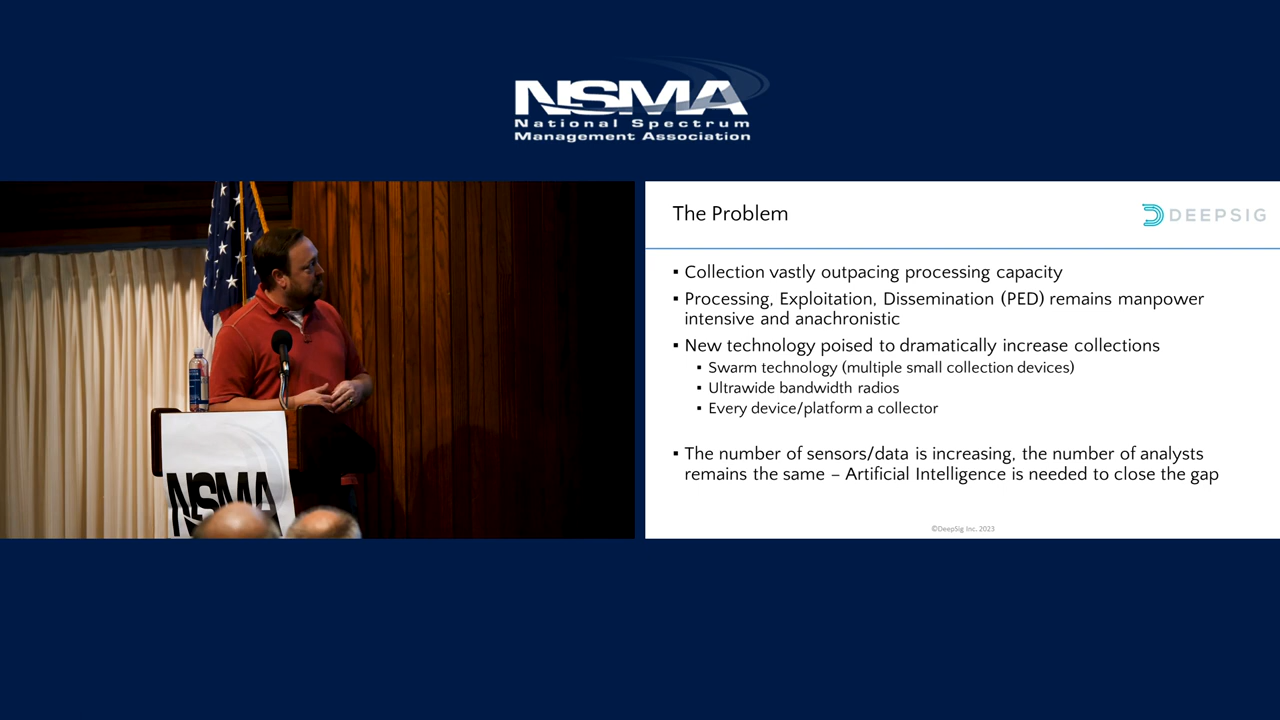 NSMA
National Spectrum
Management Association
NSMA
The Problem
DEEPSIG
▪ Collection vastly outpacing processing capacity
▪ Processing, Exploitation, Dissemination (PED) remains manpower
intensive and anachronistic
▪ New technology poised to dramatically increase collections
▪ Swarm technology (multiple small collection devices)
▪ Ultrawide bandwidth radios
▪ Every device/platform a collector
▪ The number of sensors/data is increasing, the number of analysts
remains the same – Artificial Intelligence is needed to close the gap
©DeepSig Inc. 2023